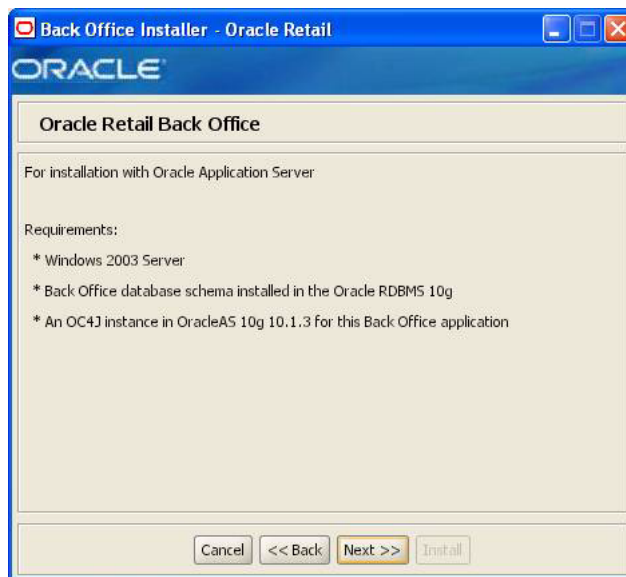 Back Office Installer - Oracle Retail
ORACLE
Oracle Retail Back Office
For installation with Oracle Application Server
Requirements:
* Windows 2003 Server
* Back Office database schema installed in the Oracle RDBMS 10g
* An OC4J instance in OracleAS 10g 10.1.3 for this Back Office application
Cancel << Back Next >> Install